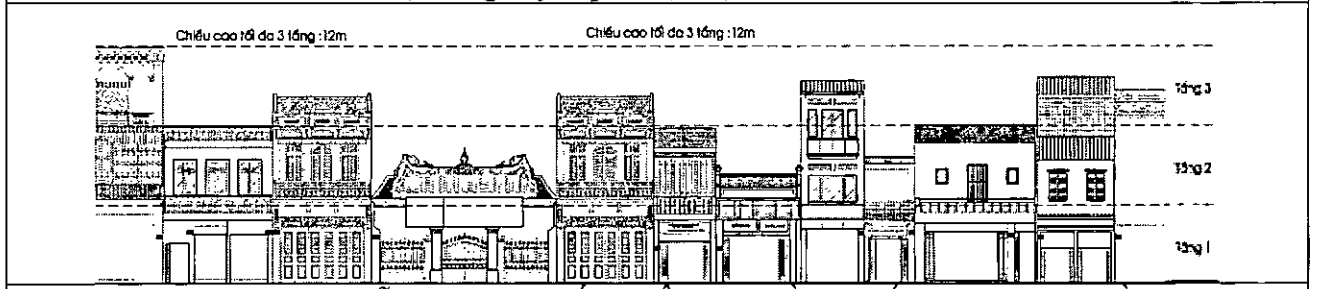 Chiều cao tối đa 3 tầng :12m
Chiều cao tối đa 3 tầng :12m
Tầng 3
Tầng 2
Tầng 1